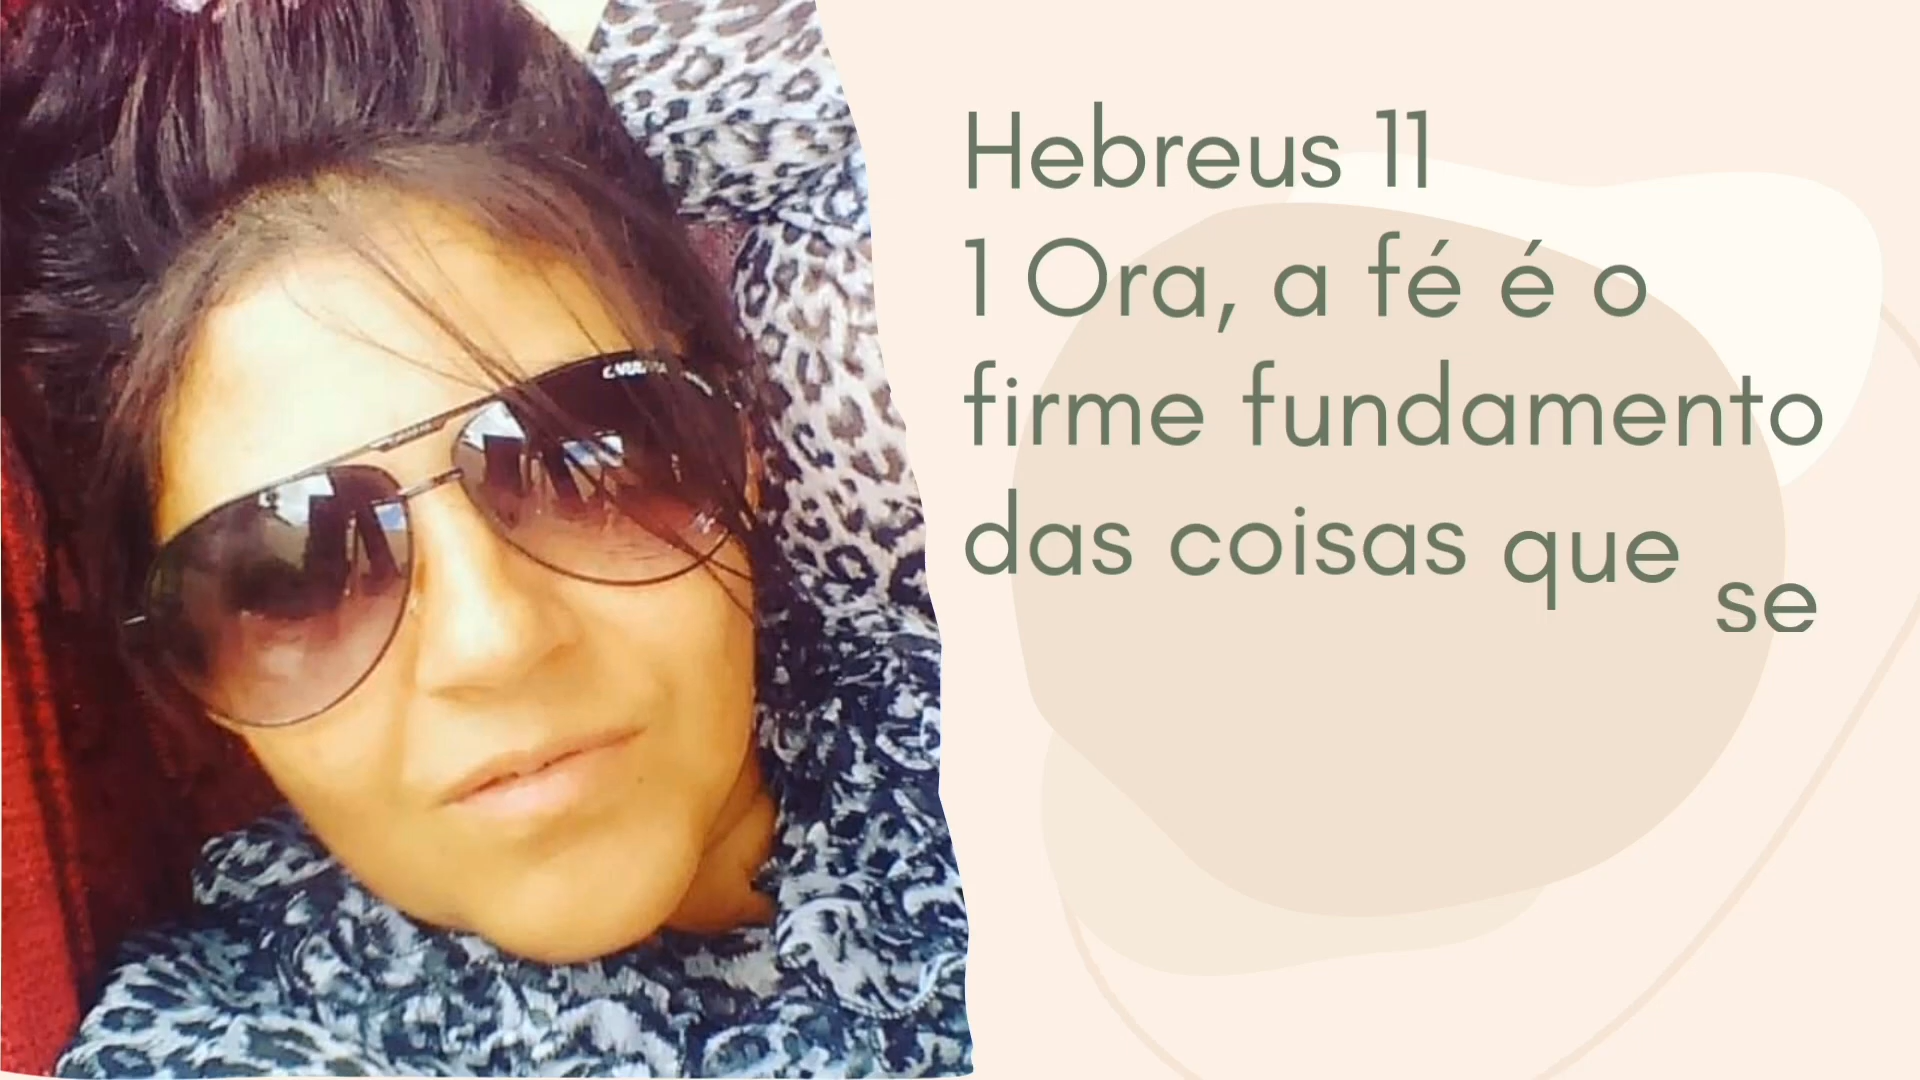 Hebreus 11
1 Ora, a fé é o
firme fundamento
das coisas que se